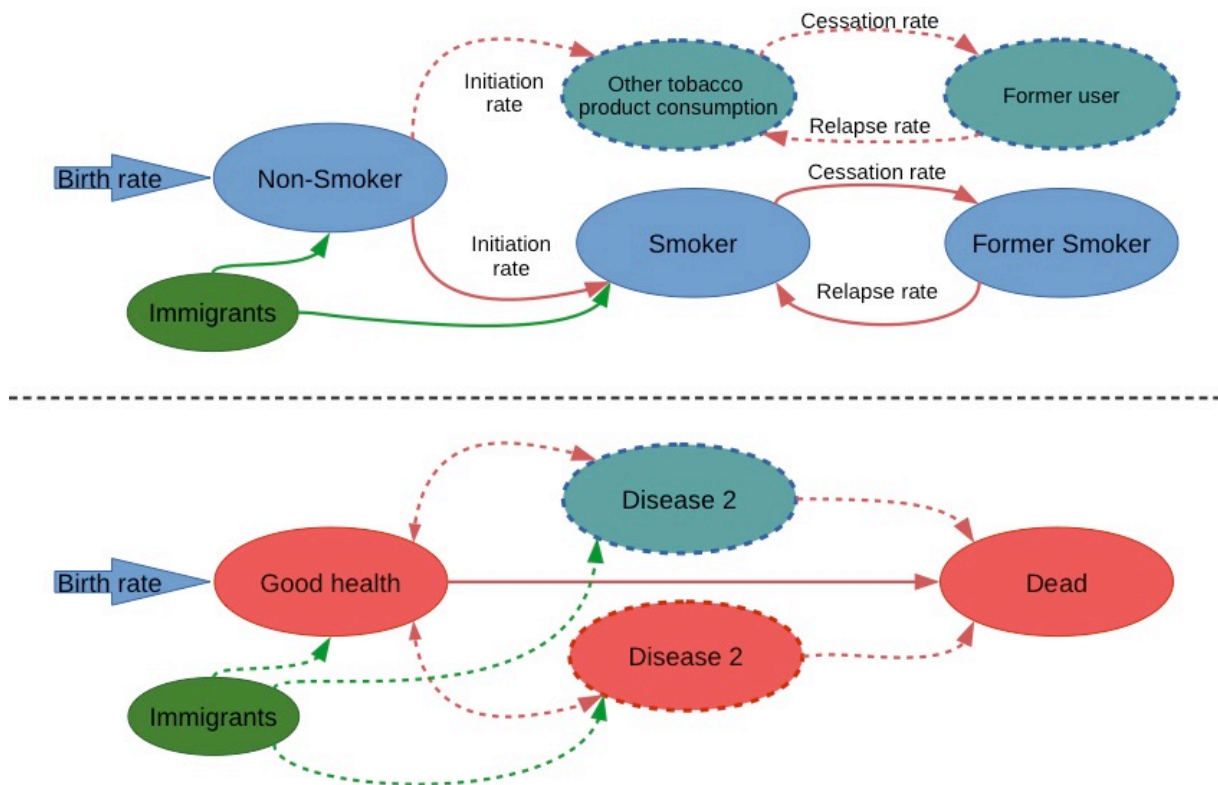 Cessation rate
Initiation
rate
Other tobacco
product consumption
Former user
Relapse rate
Birth rate
Non-Smoker
Cessation rate
Initiation
rate
Smoker
Former Smoker
Relapse rate
Immigrants
Disease 2
Birth rate
Good health
Dead
Disease 2
Immigrants